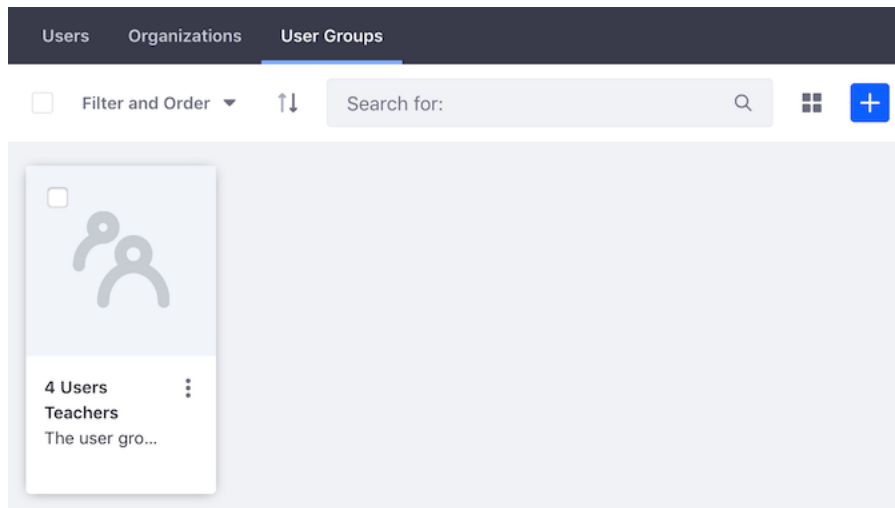 Users Organizations User Groups
Filter and Order Search for:
4 Users
Teachers
The user gro...